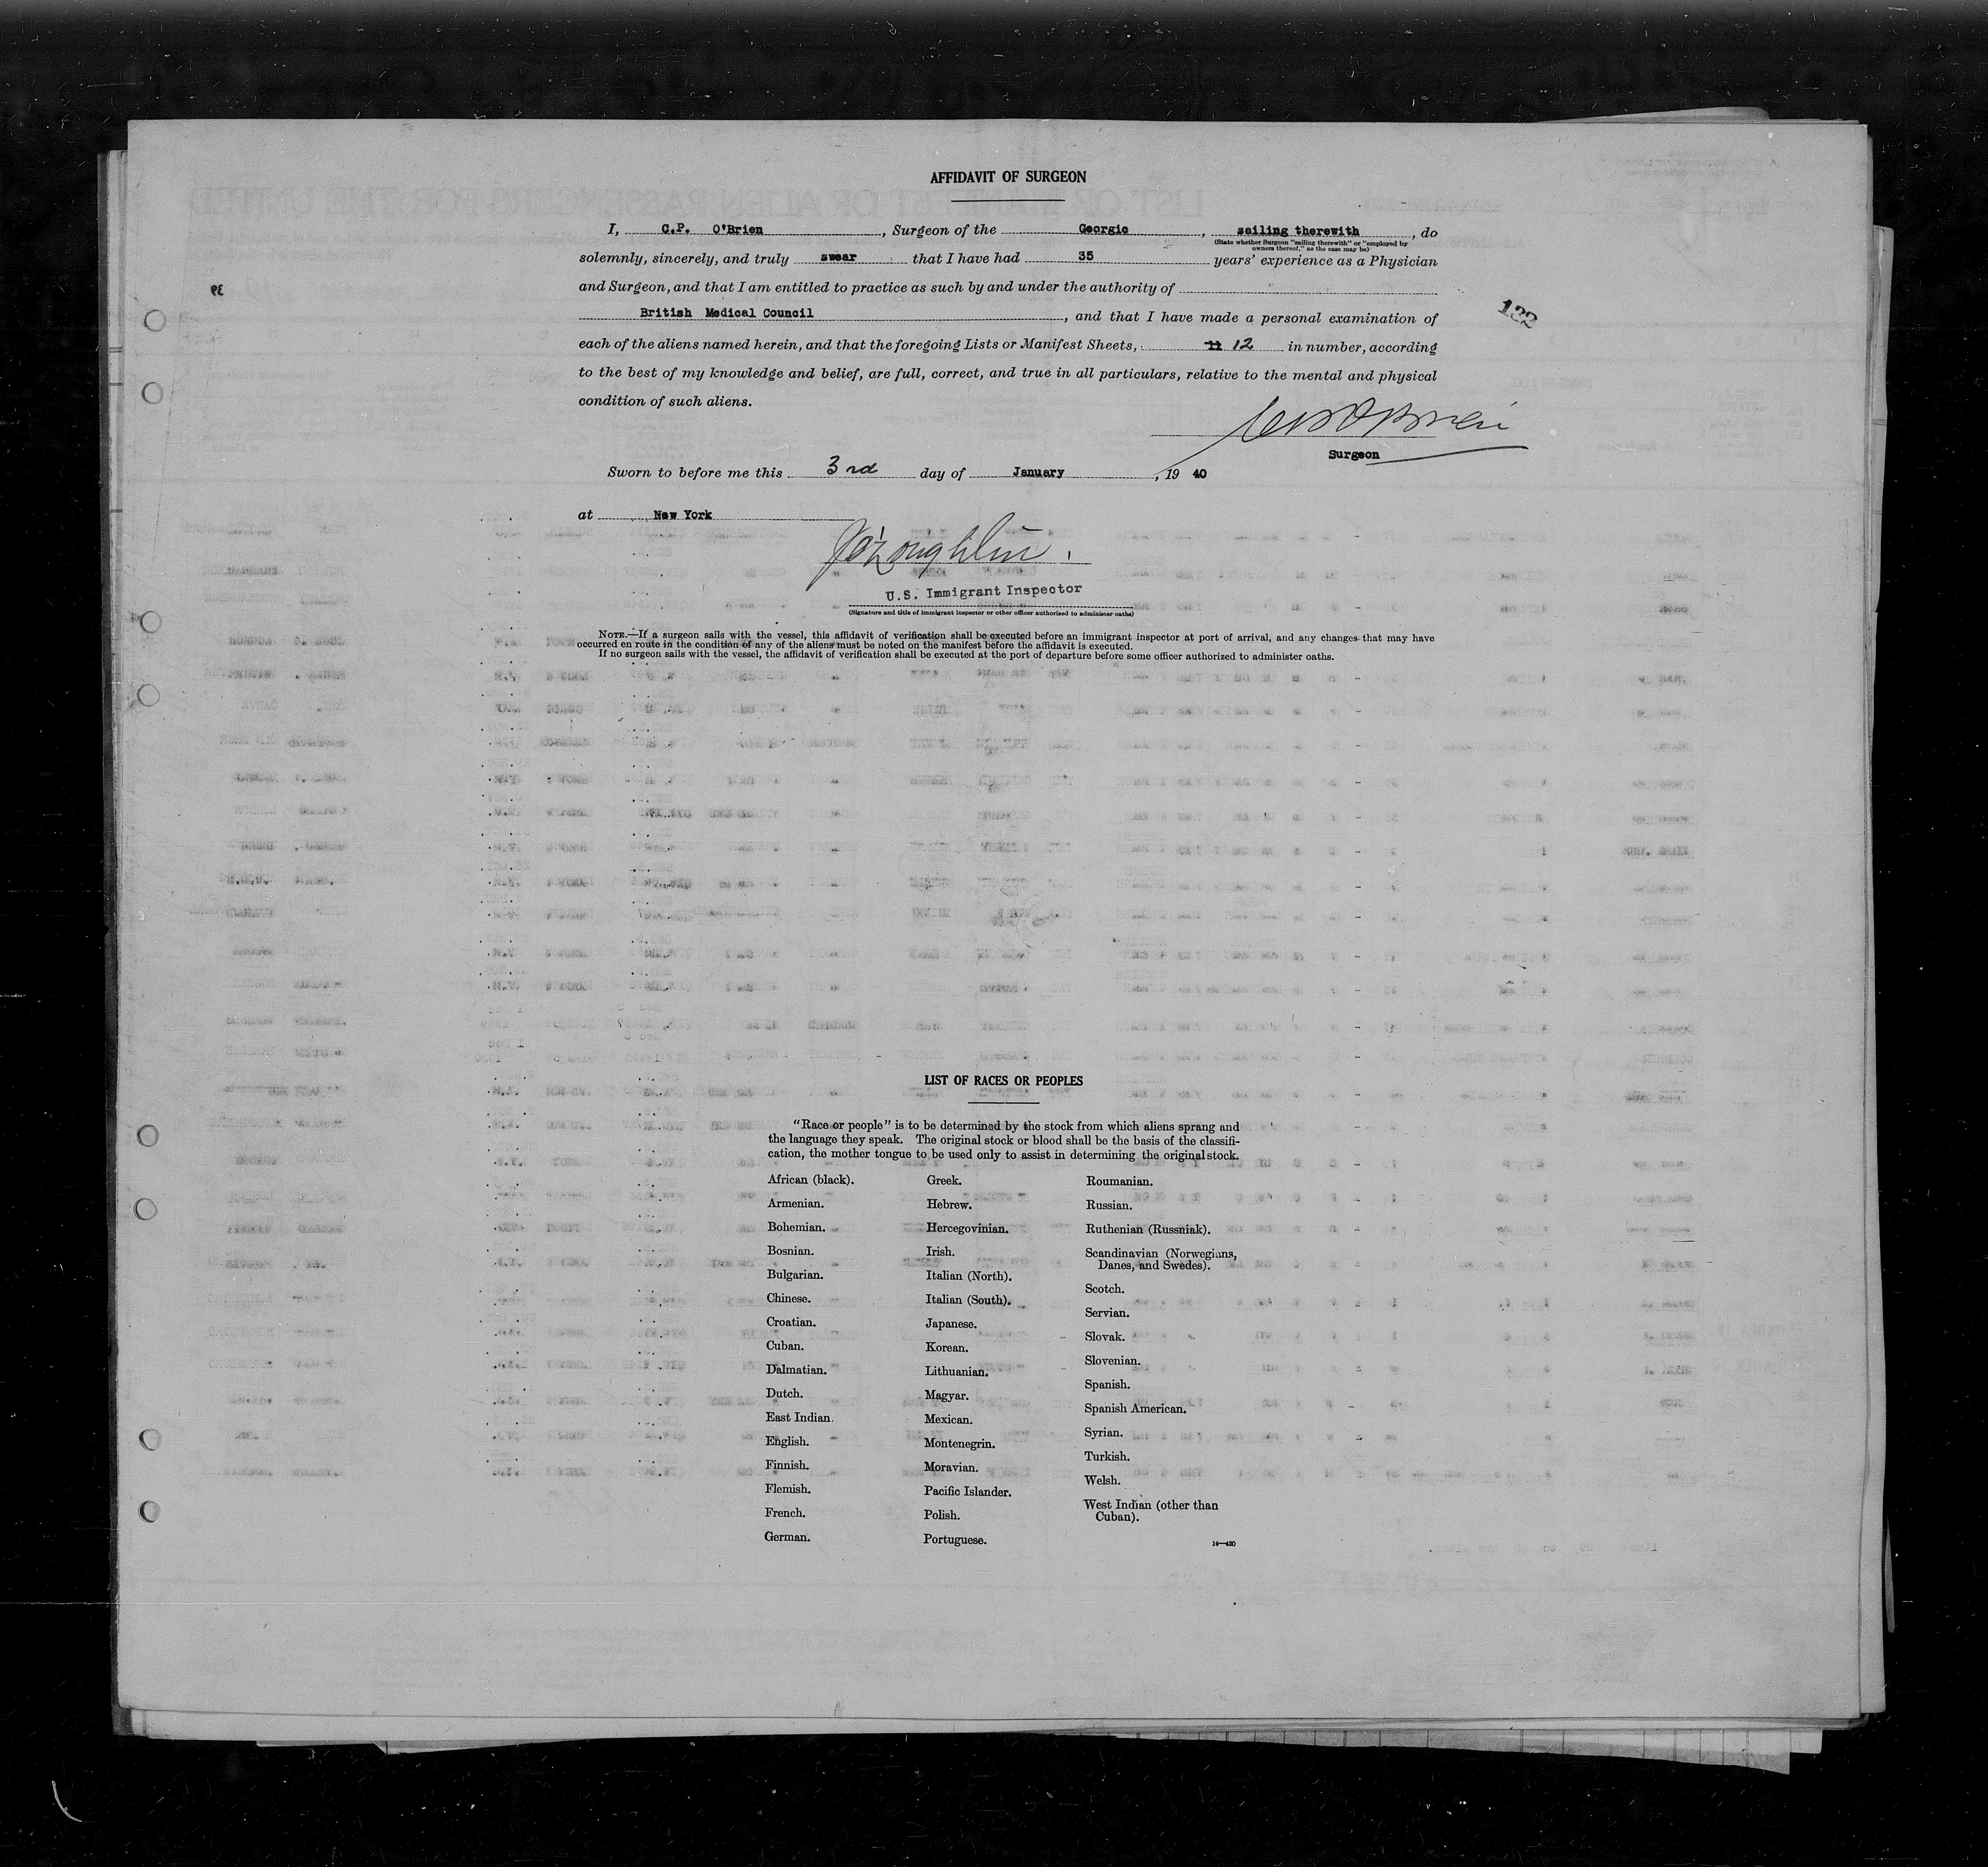 AFFIDAVIT OF SURGEON
I, C.P. O'Brien, Surgeon of the Georgic, sailing therewith, do
(State whether Surgeon "sailing therewith" or "employed by
owners thereof," as the case may be)
solemnly, sincerely, and truly swear that I have had 35 years' experience as a Physician
and Surgeon, and that I am entitled to practice as such by and under the authority of
British Medical Council, and that I have made a personal examination of
122
each of the aliens named herein, and that the foregoing Lists or Manifest Sheets, 11 12 in number, according
to the best of my knowledge and belief, are full, correct, and true in all particulars, relative to the mental and physical
condition of such aliens.
Surgeon
Sworn to before me this 3rd day of January, 19 40
at New York
U.S. Immigrant Inspector
(Signature and title of immigrant inspector or other officer authorized to administer oaths)
NOTE.—If a surgeon sails with the vessel, this affidavit of verification shall be executed before an immigrant inspector at port of arrival, and any changes that may have
occurred en route in the condition of any of the aliens must be noted on the manifest before the affidavit is executed.
If no surgeon sails with the vessel, the affidavit of verification shall be executed at the port of departure before some officer authorized to administer oaths.
LIST OF RACES OR PEOPLES
"Race or people" is to be determined by the stock from which aliens sprang and
the language they speak. The original stock or blood shall be the basis of the classifi-
cation, the mother tongue to be used only to assist in determining the original stock.
African (black).
Armenian.
Bohemian.
Bosnian.
Bulgarian.
Chinese.
Croatian.
Cuban.
Dalmatian.
Dutch.
East Indian.
English.
Finnish.
Flemish.
French.
German.
Greek.
Hebrew.
Hercegovinian.
Irish.
Italian (North).
Italian (South).
Japanese.
Korean.
Lithuanian.
Magyar.
Mexican.
Montenegrin.
Moravian.
Pacific Islander.
Polish.
Portuguese.
Roumanian.
Russian.
Ruthenian (Russniak).
Scandinavian (Norwegians,
Danes, and Swedes).
Scotch.
Servian.
Slovak.
Slovenian.
Spanish.
Spanish American.
Syrian.
Turkish.
Welsh.
West Indian (other than
Cuban).
14—430